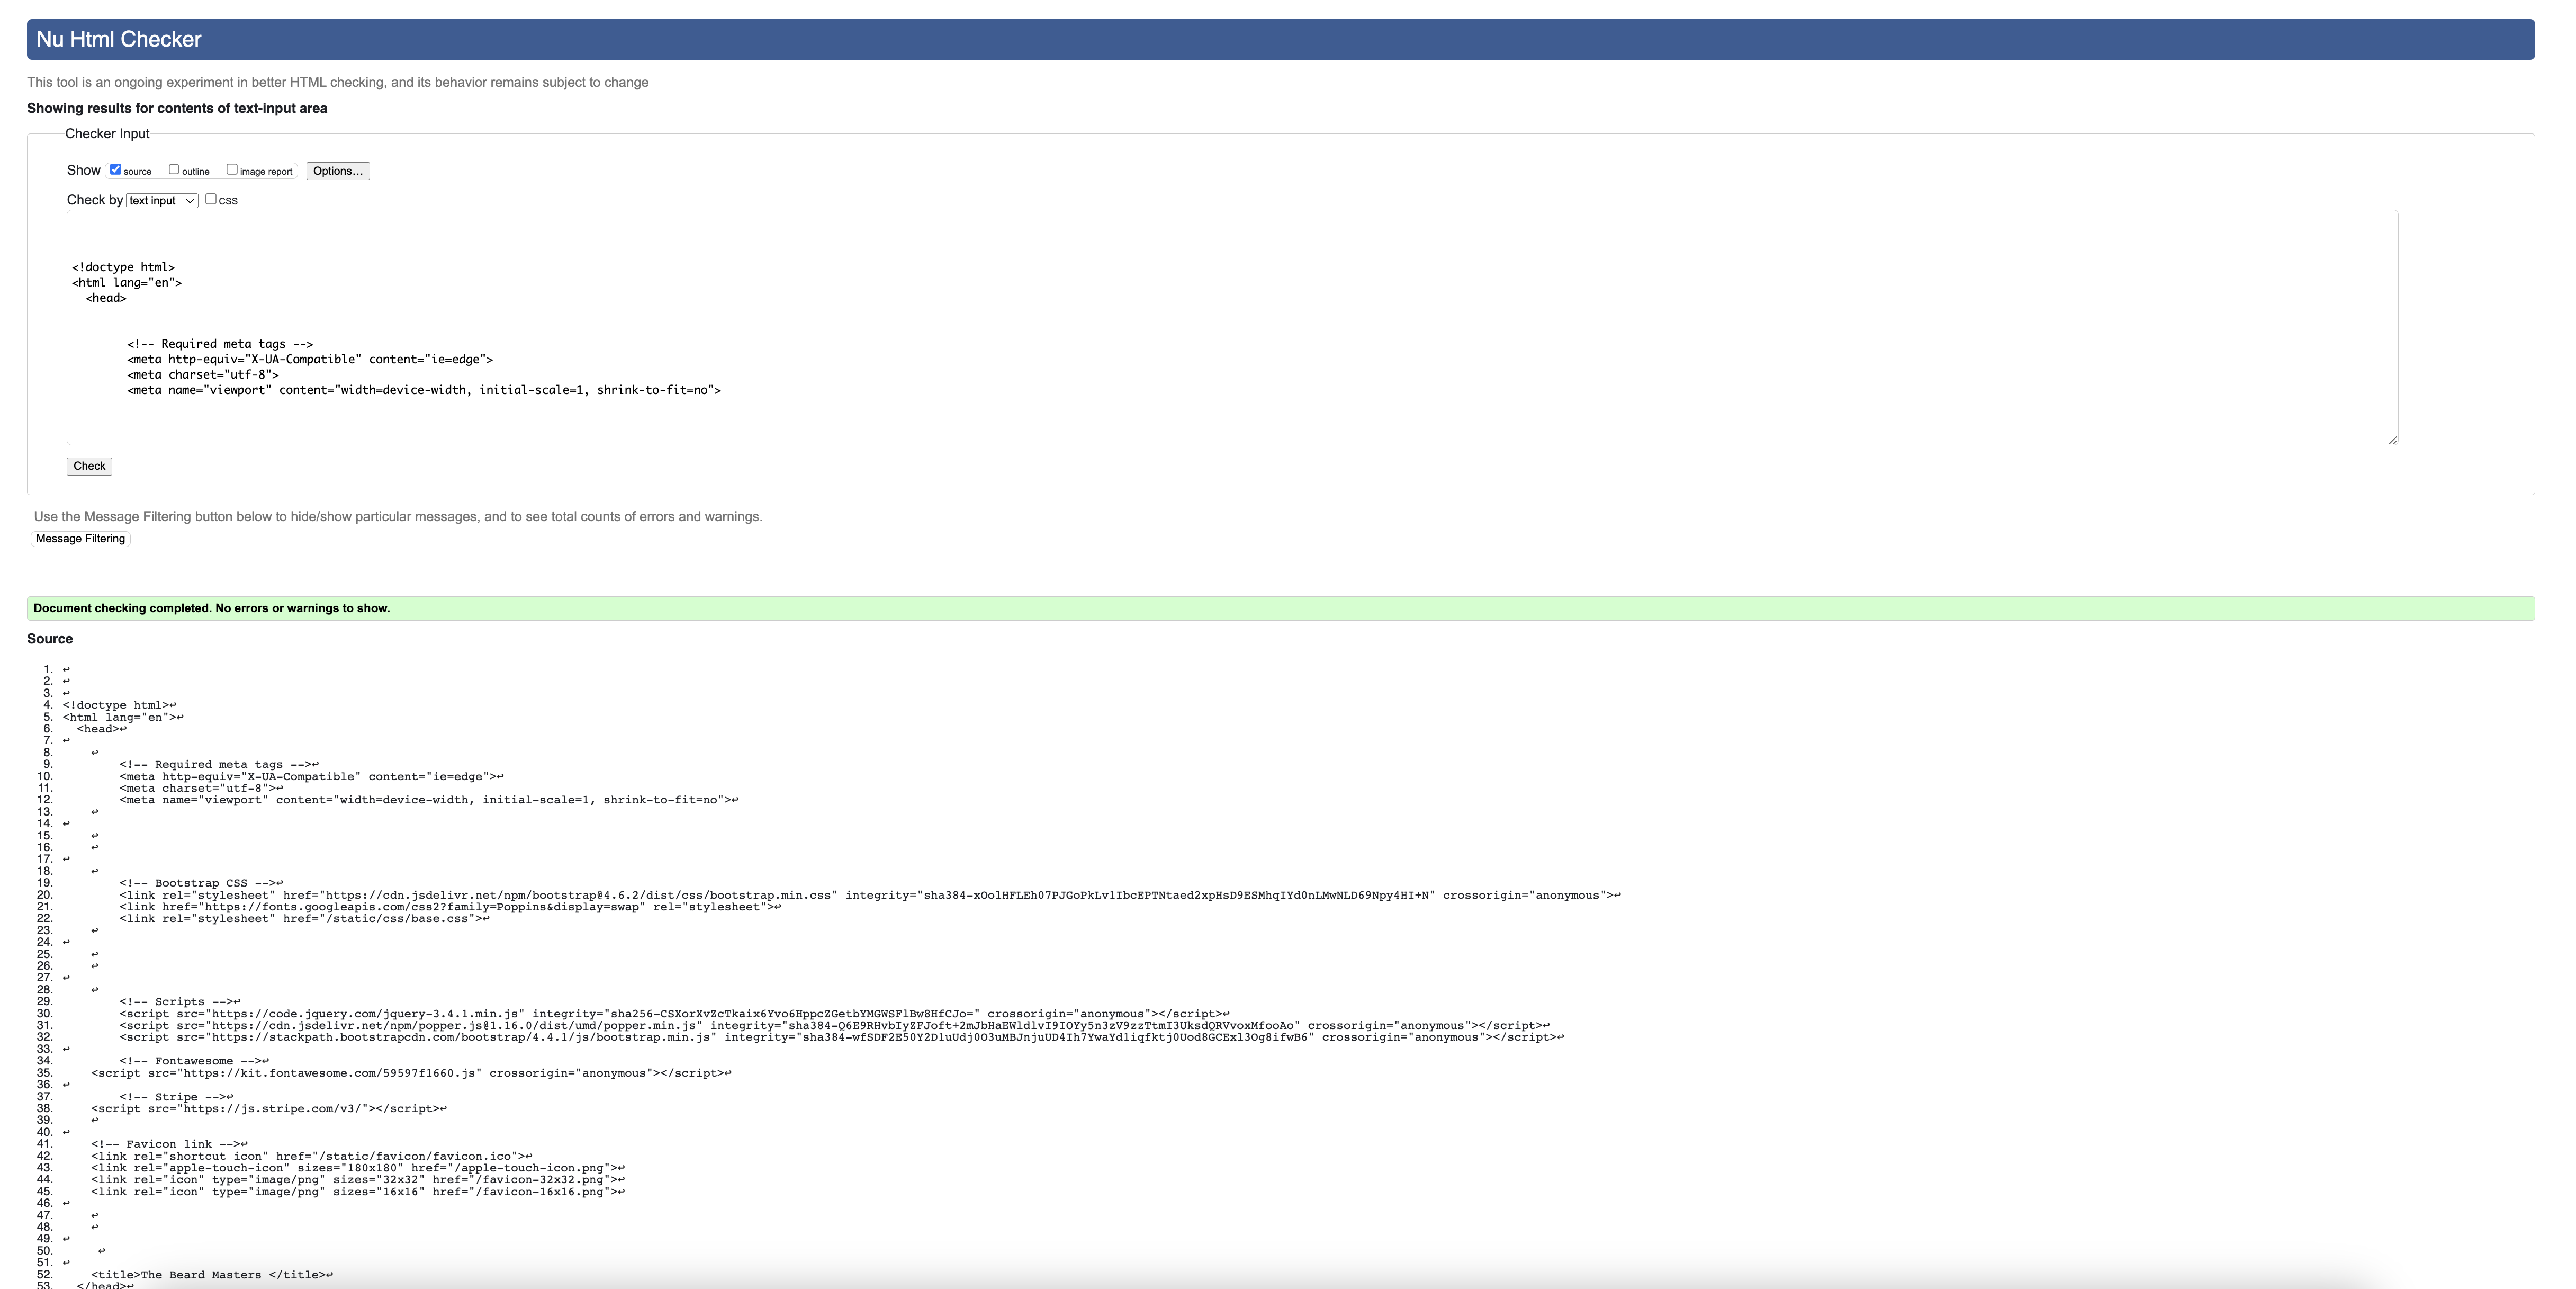 Nu Html Checker
This tool is an ongoing experiment in better HTML checking, and its behavior remains subject to change
Showing results for contents of text-input area
Checker Input
Show source outline image report Options...
Check by text input css
<!doctype html>
<html lang="en">
<head>
<!-- Required meta tags -->
<meta http-equiv="X-UA-Compatible" content="ie=edge">
<meta charset="utf-8">
<meta name="viewport" content="width=device-width, initial-scale=1, shrink-to-fit=no">
Check
Use the Message Filtering button below to hide/show particular messages, and to see total counts of errors and warnings.
Message Filtering
Document checking completed. No errors or warnings to show.
Source
1. ↩
2. ↩
3. ↩
4. <!doctype html>↩
5. <html lang="en">↩
6. <head>↩
7. ↩
8. ↩
9. <!-- Required meta tags -->↩
10. <meta http-equiv="X-UA-Compatible" content="ie=edge">↩
11. <meta charset="utf-8">↩
12. <meta name="viewport" content="width=device-width, initial-scale=1, shrink-to-fit=no">↩
13. ↩
14. ↩
15. ↩
16. ↩
17. ↩
18. ↩
19. <!-- Bootstrap CSS -->↩
20. <link rel="stylesheet" href="https://cdn.jsdelivr.net/npm/bootstrap@4.6.2/dist/css/bootstrap.min.css" integrity="sha384-xOolHFLEh07PJGoPkLv1IbcEPTNtaed2xpHsD9ESMhqIYd0nLMwNLD69Npy4HI+N" crossorigin="anonymous">↩
21. <link href="https://fonts.googleapis.com/css2?family=Poppins&display=swap" rel="stylesheet">↩
22. <link rel="stylesheet" href="/static/css/base.css">↩
23. ↩
24. ↩
25. ↩
26. ↩
27. ↩
28. ↩
29. <!-- Scripts -->↩
30. <script src="https://code.jquery.com/jquery-3.4.1.min.js" integrity="sha256-CSXorXvZcTkaix6Yvo6HppcZGetbYMGWSFlBw8HfCJo=" crossorigin="anonymous"></script>↩
31. <script src="https://cdn.jsdelivr.net/npm/popper.js@1.16.0/dist/umd/popper.min.js" integrity="sha384-Q6E9RHvbIyZFJoft+2mJbHaEWldlvI9IOYy5n3zV9zzTtmI3UksdQRVvoxMfooAo" crossorigin="anonymous"></script>↩
32. <script src="https://stackpath.bootstrapcdn.com/bootstrap/4.4.1/js/bootstrap.min.js" integrity="sha384-wfSDF2E50Y2D1uUdj0O3uMBJnjuUD4Ih7YwaYd1iqfktj0Uod8GCExl3Og8ifwB6" crossorigin="anonymous"></script>↩
33. ↩
34. <!-- Fontawesome -->↩
35. <script src="https://kit.fontawesome.com/59597f1660.js" crossorigin="anonymous"></script>↩
36. ↩
37. <!-- Stripe -->↩
38. <script src="https://js.stripe.com/v3/"></script>↩
39. ↩
40. ↩
41. <!-- Favicon link -->↩
42. <link rel="shortcut icon" href="/static/favicon/favicon.ico">↩
43. <link rel="apple-touch-icon" sizes="180x180" href="/apple-touch-icon.png">↩
44. <link rel="icon" type="image/png" sizes="32x32" href="/favicon-32x32.png">↩
45. <link rel="icon" type="image/png" sizes="16x16" href="/favicon-16x16.png">↩
46. ↩
47. ↩
48. ↩
49. ↩
50. ↩
51. ↩
52. <title>The Beard Masters </title>↩
53. </head>↩